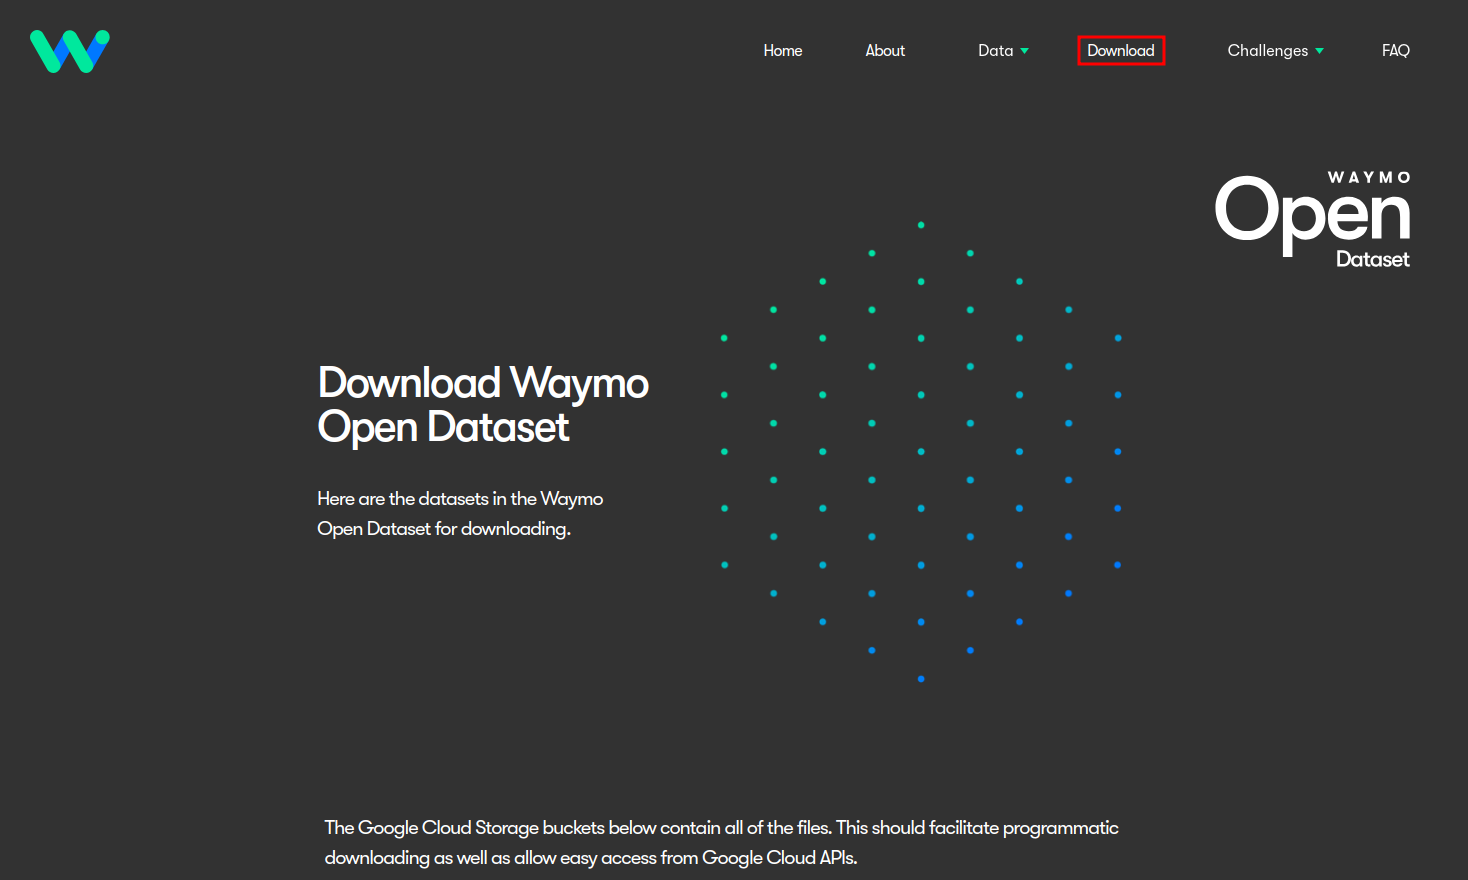 Home About Data Download Challenges FAQ
WAYMO
Open
Dataset
Download Waymo
Open Dataset
Here are the datasets in the Waymo
Open Dataset for downloading.
The Google Cloud Storage buckets below contain all of the files. This should facilitate programmatic
downloading as well as allow easy access from Google Cloud APIs.